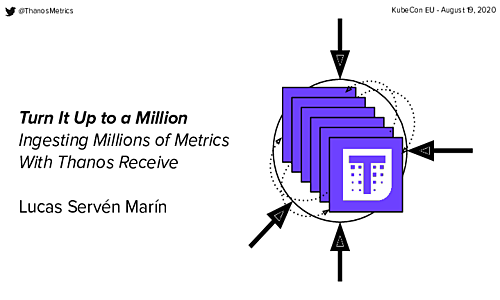 @ThanosMetrics
KubeCon EU - August 19, 2020
Turn It Up to a Million
Ingesting Millions of Metrics
With Thanos Receive
Lucas Servén Marín